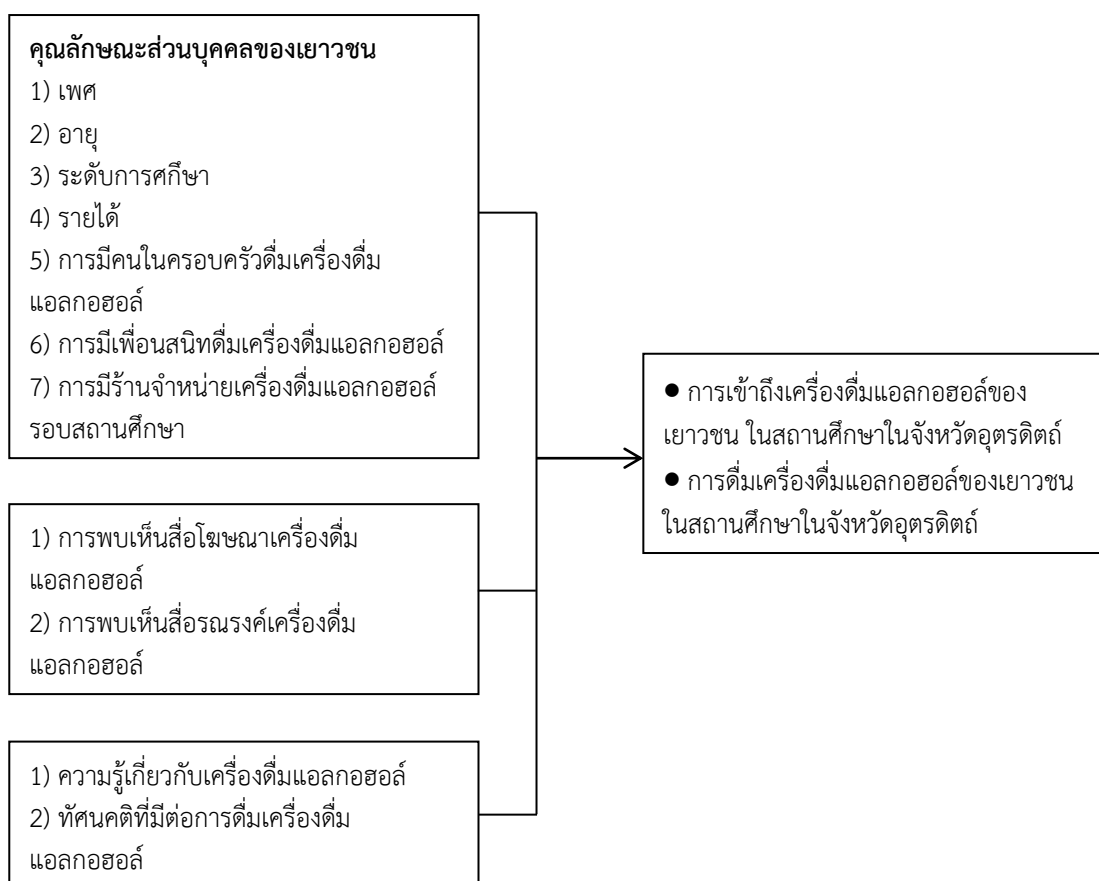 คุณลักษณะส่วนบุคคลของเยาวชน
1) เพศ
2) อายุ
3) ระดับการศกึษา
4) รายได้
5) การมีคนในครอบครัวดื่มเครื่องดื่ม
แอลกอฮอล์
6) การมีเพื่อนสนิทดื่มเครื่องดื่มแอลกอฮอล์
7) การมีร้านจำหน่ายเครื่องดื่มแอลกอฮอล์
รอบสถานศึกษา
1) การพบเห็นสื่อโฆษณาเครื่องดื่ม
แอลกอฮอล์
2) การพบเห็นสื่อรณรงค์เครื่องดื่ม
แอลกอฮอล์
1) ความรู้เกี่ยวกับเครื่องดื่มแอลกอฮอล์
2) ทัศนคติที่มีต่อการดื่มเครื่องดื่ม
แอลกอฮอล์
● การเข้าถึงเครื่องดื่มแอลกอฮอล์ของ
เยาวชน ในสถานศึกษาในจังหวัดอุตรดิตถ์
● การดื่มเครื่องดื่มแอลกอฮอล์ของเยาวชน
ในสถานศึกษาในจังหวัดอุตรดิตถ์